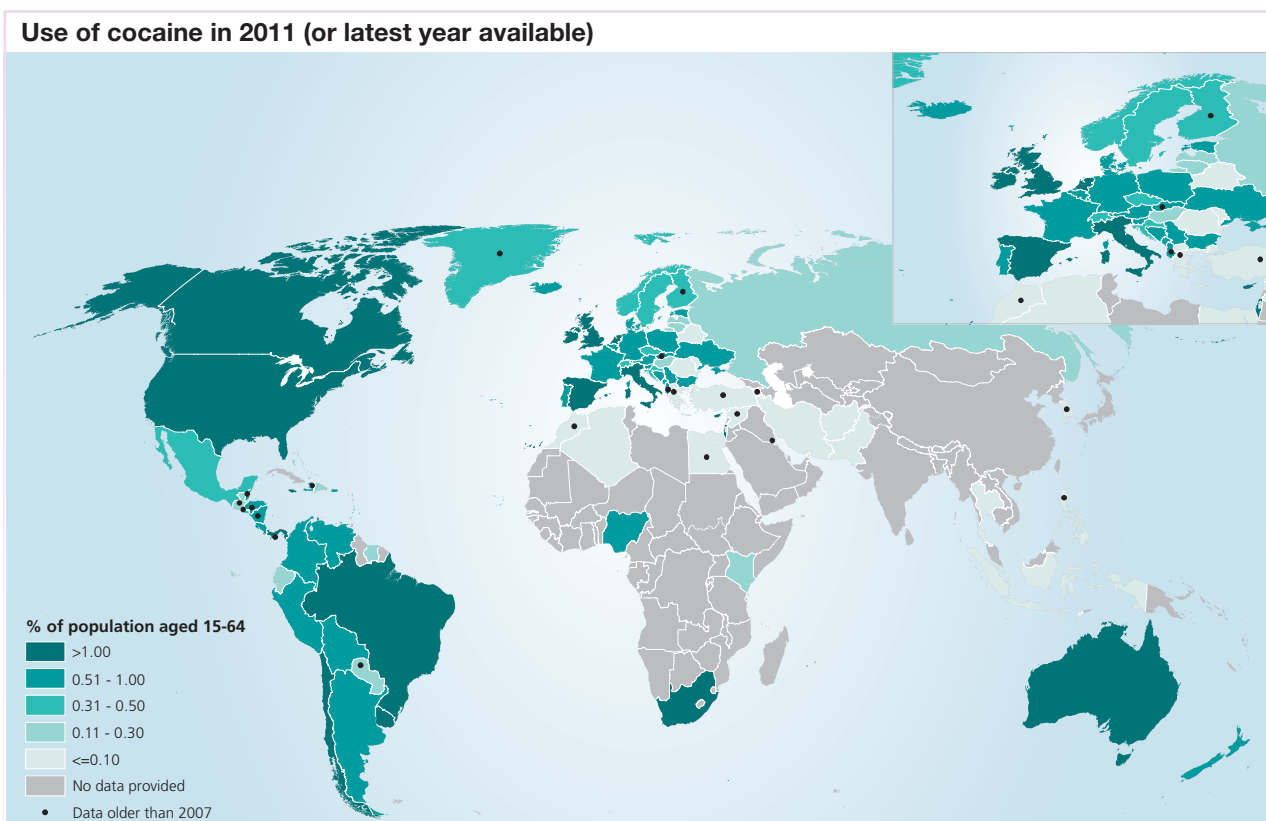 Use of cocaine in 2011 (or latest year available)
% of population aged 15-64
>1.00
0.51 - 1.00
0.31 - 0.50
0.11 - 0.30
<=0.10
No data provided
Data older than 2007